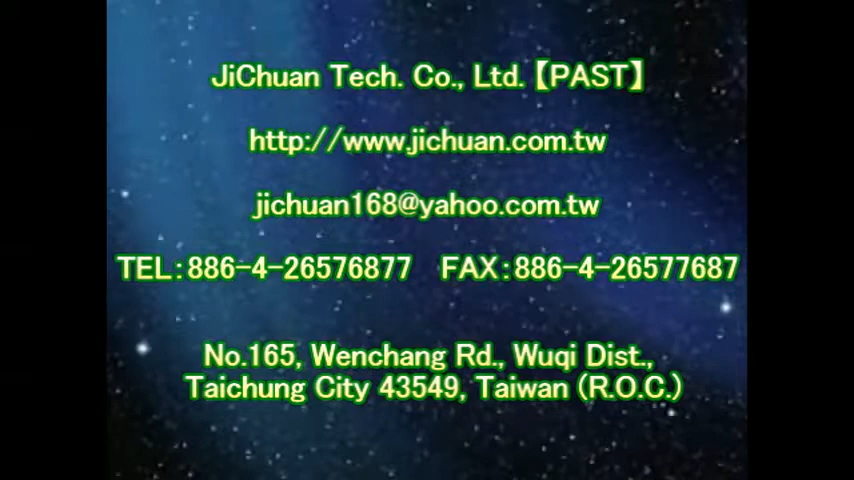 JiChuan Tech. Co., Ltd.【PAST】
http://www.jichuan.com.tw
jichuan168@yahoo.com.tw
TEL:886-4-26576877 FAX:886-4-26577687
No.165, Wenchang Rd., Wuqi Dist.,
Taichung City 43549, Taiwan (R.O.C.)